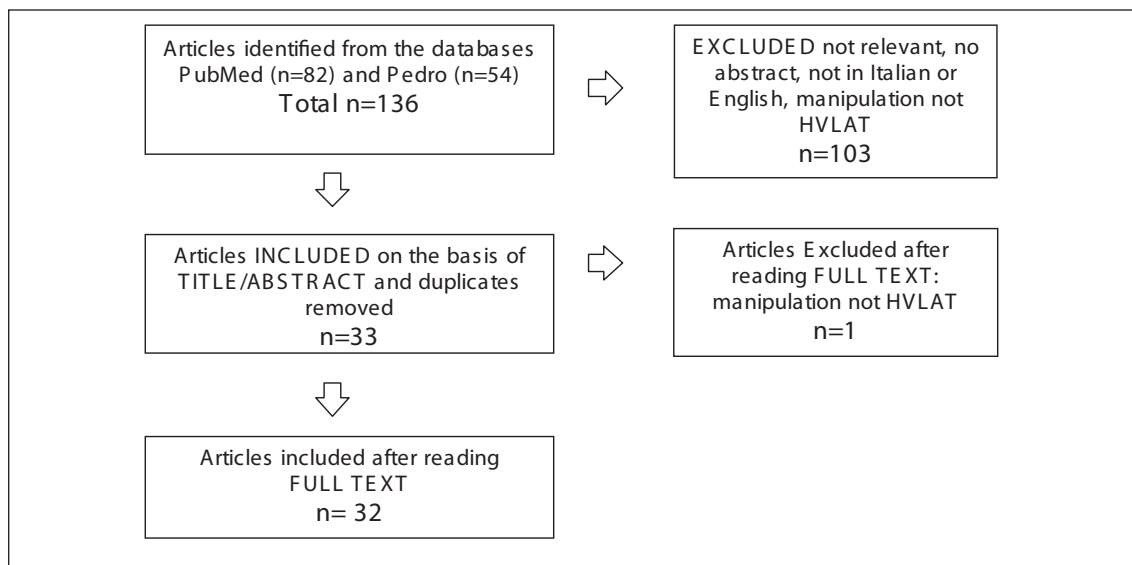 Articles identified from the databases
PubMed (n=82) and Pedro (n=54)
Total n=136
EXCLUDED not relevant, no
abstract, not in Italian or
English, manipulation not
HVLAT
n=103
Articles INCLUDED on the basis of
TITLE/ABSTRACT and duplicates
removed
n=33
Articles Excluded after
reading FULL TEXT:
manipulation not HVLAT
n=1
Articles included after reading
FULL TEXT
n= 32